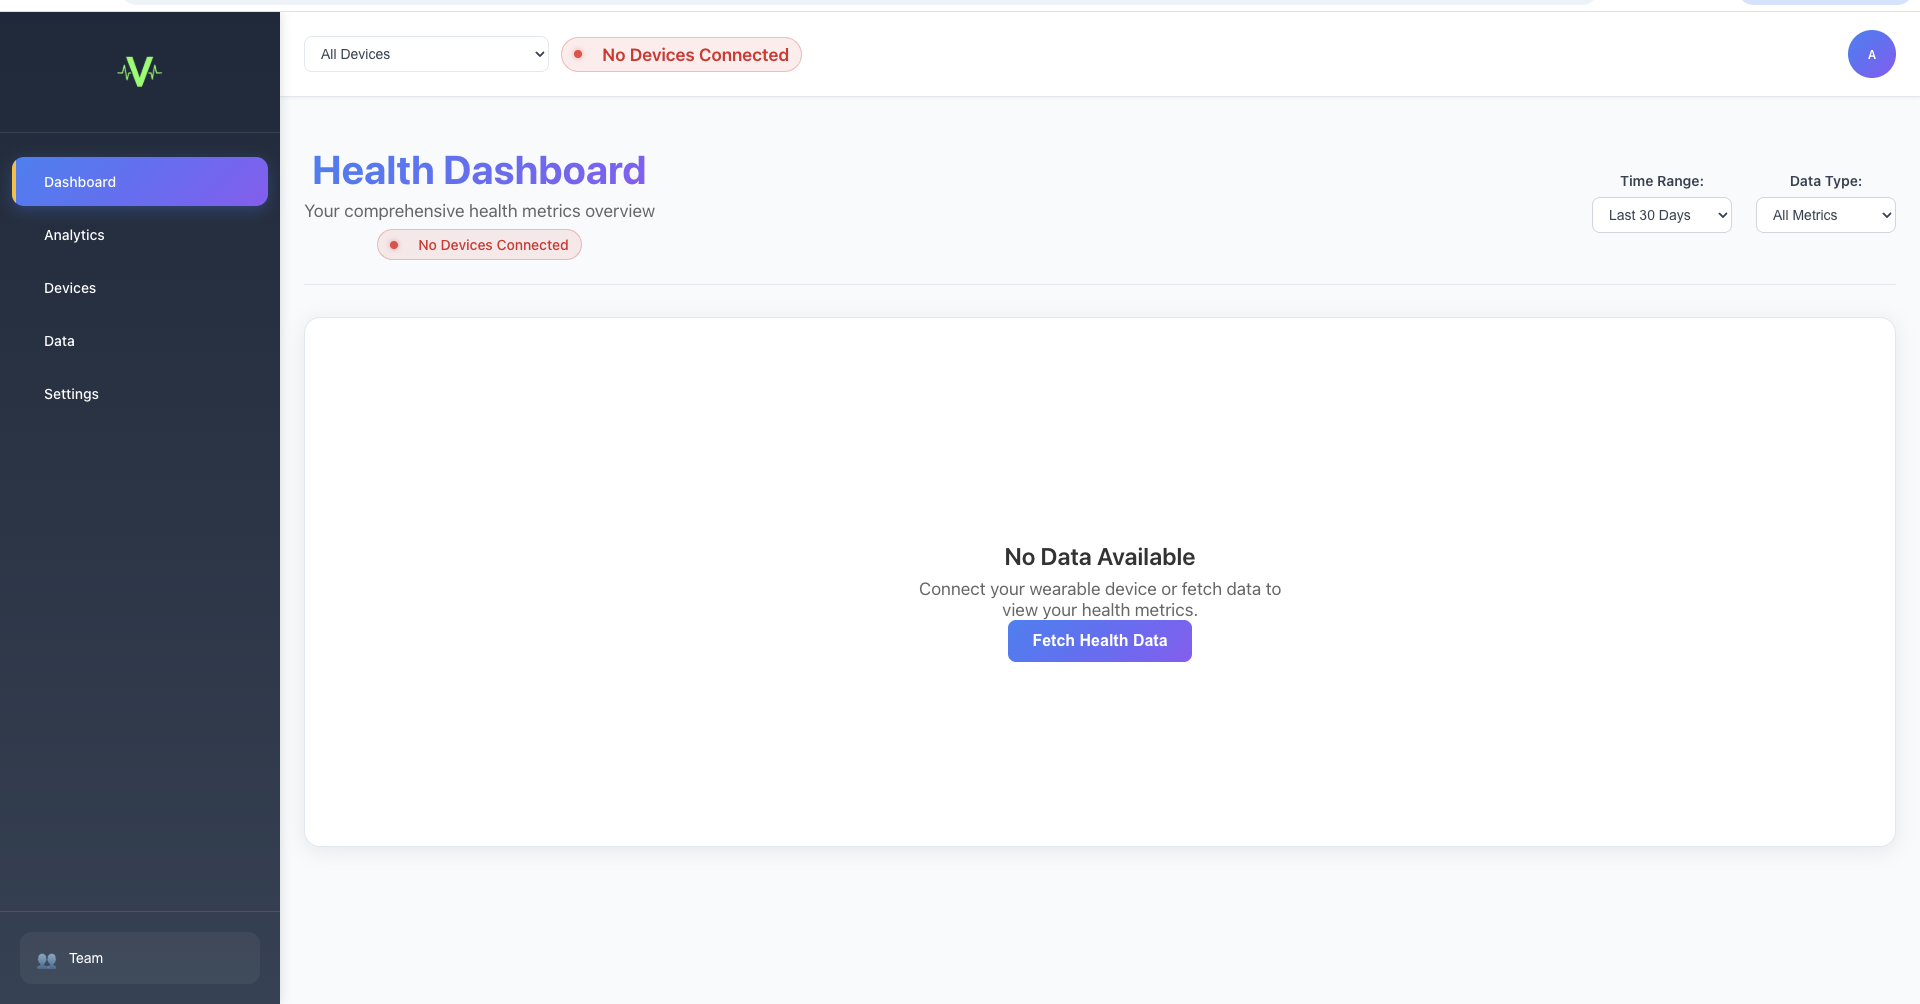 All Devices
No Devices Connected
A
V
Dashboard
Analytics
Devices
Data
Settings
Team
Health Dashboard
Your comprehensive health metrics overview
No Devices Connected
Time Range:
Last 30 Days
Data Type:
All Metrics
No Data Available
Connect your wearable device or fetch data to
view your health metrics.
Fetch Health Data